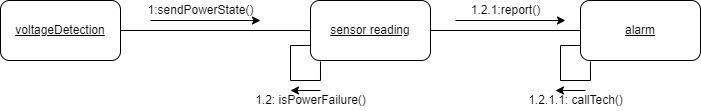 1:sendPowerState()
1.2.1:report()
voltageDetection
sensor reading
alarm
1.2: isPowerFailure()
1.2.1.1: callTech()